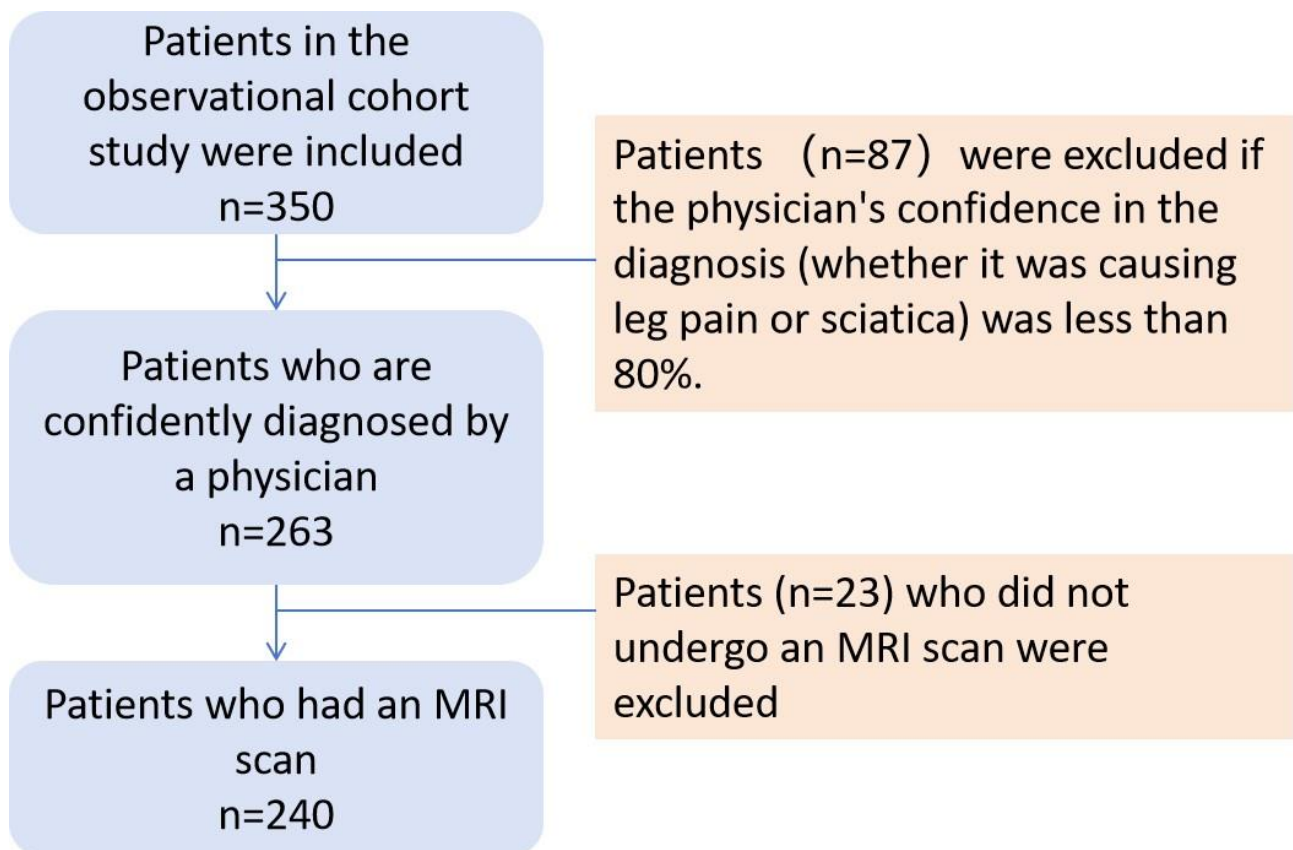 Patients in the
observational cohort
study were included
n=350
Patients （n=87）were excluded if
the physician's confidence in the
diagnosis (whether it was causing
leg pain or sciatica) was less than
80%.
Patients who are
confidently diagnosed by
a physician
n=263
Patients (n=23) who did not
undergo an MRI scan were
excluded
Patients who had an MRI
scan
n=240